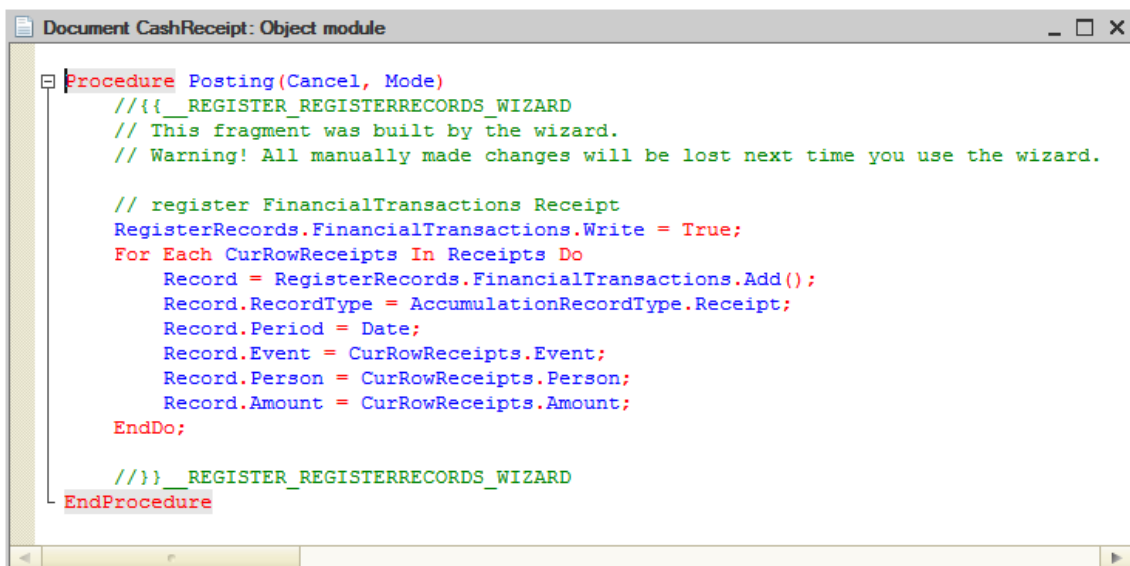 Document CashReceipt: Object module
Procedure Posting(Cancel, Mode)
//{{__REGISTER_REGISTERRECORDS_WIZARD
// This fragment was built by the wizard.
// Warning! All manually made changes will be lost next time you use the wizard.
// register FinancialTransactions Receipt
RegisterRecords.FinancialTransactions.Write = True;
For Each CurRowReceipts In Receipts Do
Record = RegisterRecords.FinancialTransactions.Add();
Record.RecordType = AccumulationRecordType.Receipt;
Record.Period = Date;
Record.Event = CurRowReceipts.Event;
Record.Person = CurRowReceipts.Person;
Record.Amount = CurRowReceipts.Amount;
EndDo;
//}}__REGISTER_REGISTERRECORDS_WIZARD
EndProcedure